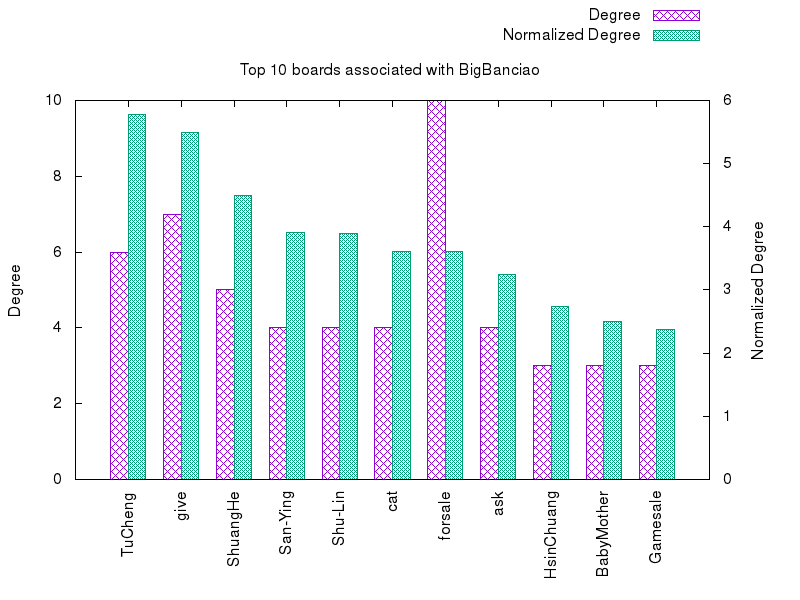 Degree
Normalized Degree
Top 10 boards associated with BigBanciao
10
8
6
4
2
0
6
5
4
3
2
1
0
Degree
Normalized Degree
TuCheng
give
ShuangHe
San-Ying
Shu-Lin
cat
forsale
ask
HsinChuang
BabyMother
Gamesale